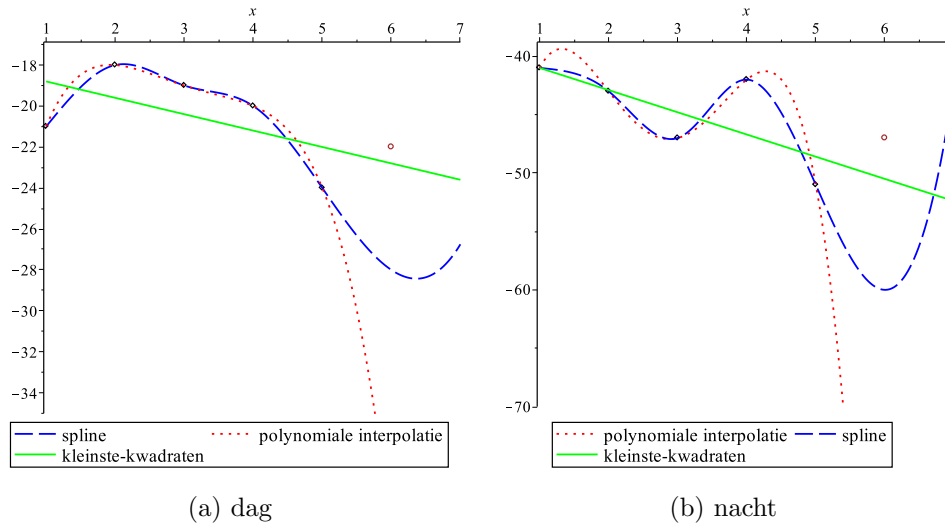 x
1 2 3 4 5 6 7
−18
−20
−22
−24
−26
−28
−30
−32
−34
spline
polynomiale interpolatie
kleinste-kwadraten
(a) dag
x
1 2 3 4 5 6
−40
−50
−60
−70
polynomiale interpolatie
spline
kleinste-kwadraten
(b) nacht